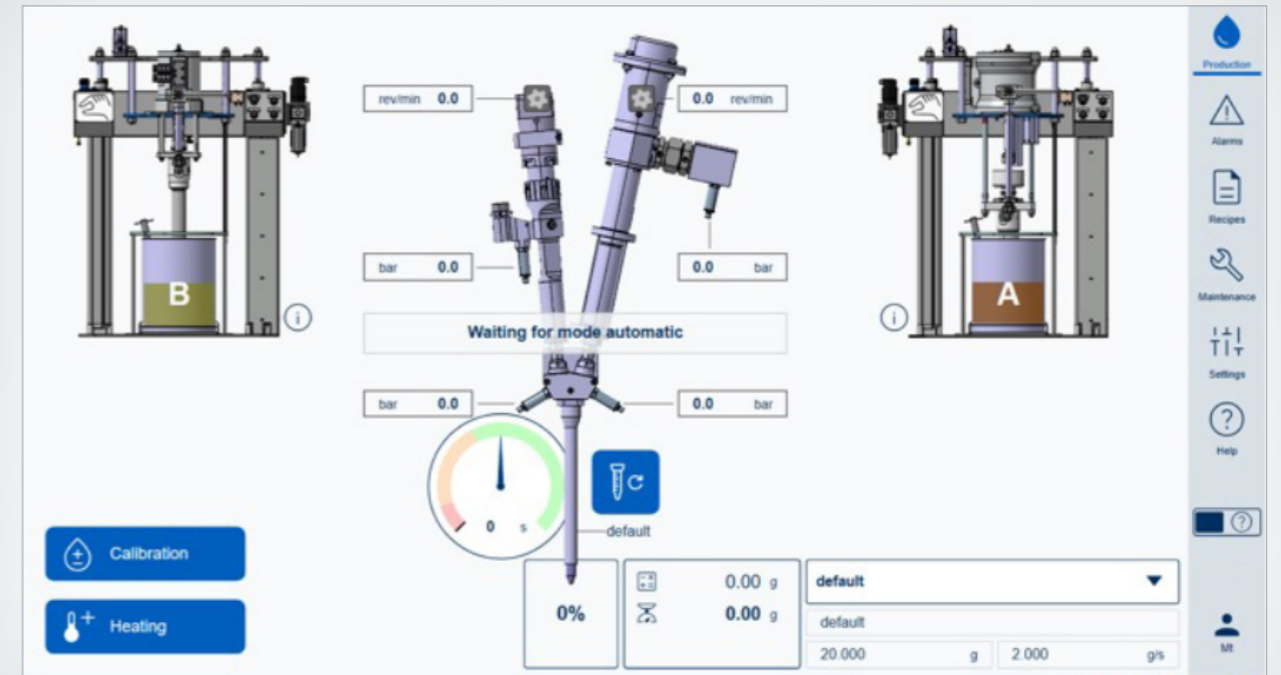 rev/min 0.0
0.0 rev/min
Production
Alarms
Recipes
bar 0.0
0.0 bar
B
A
i
i
Maintenance
Waiting for mode automatic
Settings
bar 0.0
0.0 bar
?
Help
0 s
default
?
Calibration
Heating
0%
0.00 g
0.00 g
default
default
20.000 g
2.000 g/s